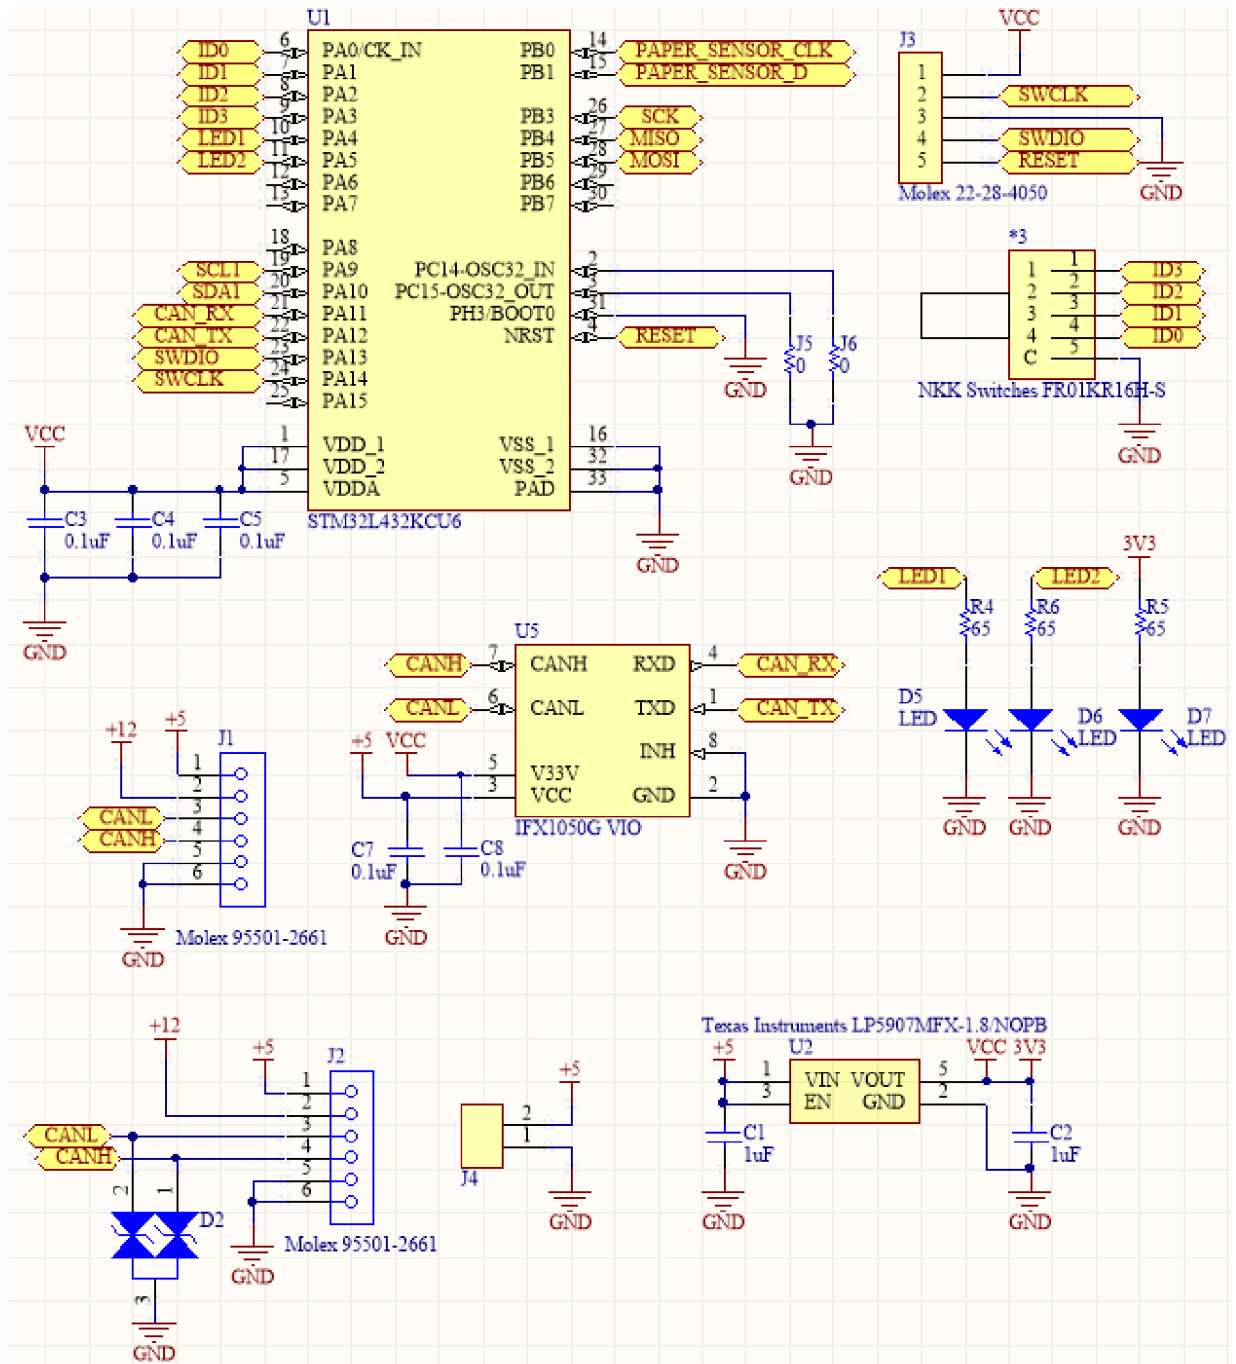 U1
ID0 6 PA0/CK_IN PB0 14 PAPER_SENSOR_CLK
ID1 7 PA1 PB1 15 PAPER_SENSOR_D
ID2 8 PA2
ID3 9 PA3 PB3 26 SCK
LED1 10 PA4 PB4 27 MISO
LED2 11 PA5 PB5 28 MOSI
12 PA6 PB6 29
13 PA7 PB7 30
18 PA8
SCL1 19 PA9 PC14-OSC32_IN 2
SDA1 20 PA10 PC15-OSC32_OUT 3
CAN_RX 21 PA11 PH3/BOOT0 31
CAN_TX 22 PA12 NRST 4 RESET
SWDIO 23 PA13
SWCLK 24 PA14
25 PA15
1 VDD_1 VSS_1 16
17 VDD_2 VSS_2 32
5 VDDA PAD 33
STM32L432KCU6
VCC
C3
0.1uF
C4
0.1uF
C5
0.1uF
GND
GND
GND
J5
0
J6
0
GND
VCC
J3
1
2 SWCLK
3
4 SWDIO
5 RESET
Molex 22-28-4050
GND
*3
1 1 ID3
2 2 ID2
3 3 ID1
4 4 ID0
C 5
NKK Switches FR01KR16H-S
GND
3V3
LED1
LED2
R4
65
R6
65
R5
65
D5
LED
D6
LED
D7
LED
GND
GND
GND
U5
CANH 7 CANH RXD 4 CAN_RX
CANL 6 CANL TXD 1 CAN_TX
INH 8
+5 VCC
5 V33V
3 VCC GND 2
IFX1050G VIO
C7
0.1uF
C8
0.1uF
GND
GND
+12
+5
J1
1
2
CANL 3
CANH 4
5
6
Molex 95501-2661
GND
+12
+5
J2
1
2
CANL 3
CANH 4
5
6
2 1
D2
3
Molex 95501-2661
GND
GND
+5
2
1
J4
GND
Texas Instruments LP5907MFX-1.8/NOPB
+5
U2
VCC 3V3
1 VIN VOUT 5
3 EN GND 2
C1
1uF
C2
1uF
GND
GND